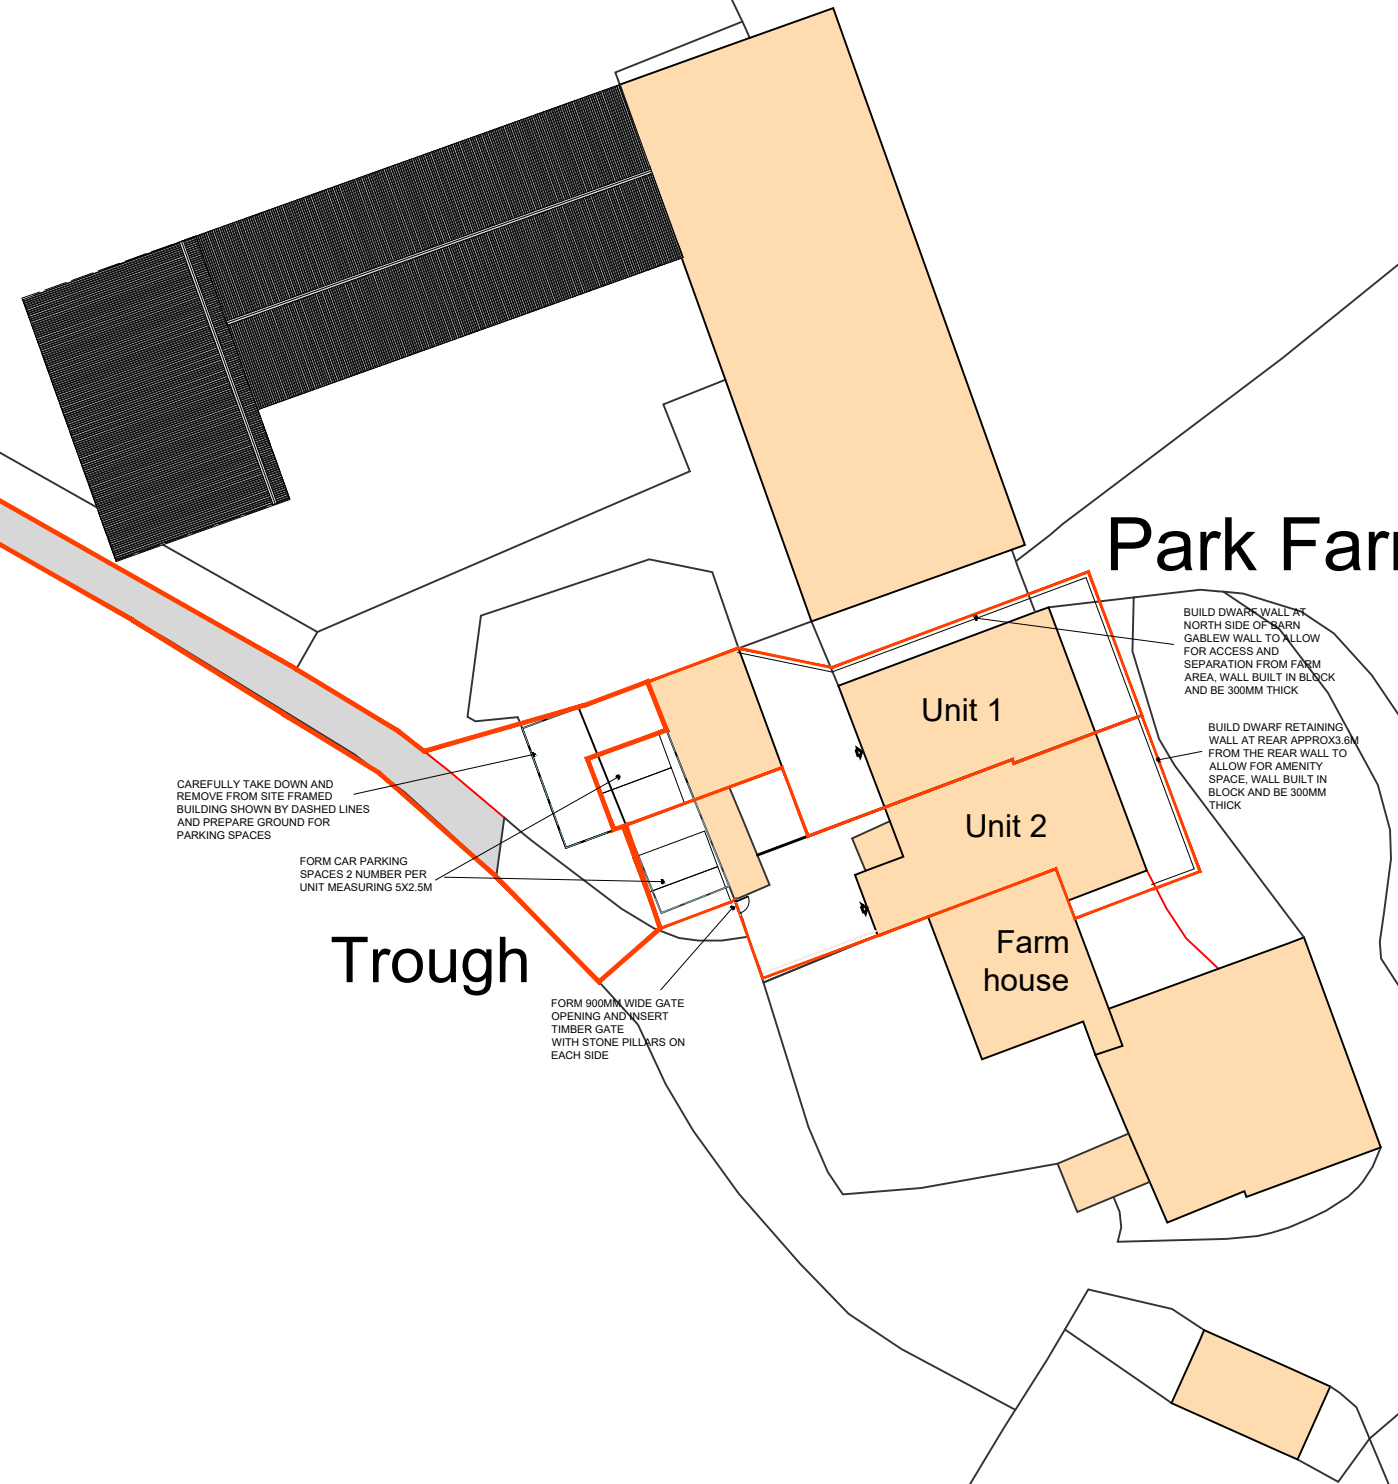 Park Far
BUILD DWARF WALL AT
NORTH SIDE OF BARN
GABLEW WALL TO ALLOW
FOR ACCESS AND
SEPARATION FROM FARM
AREA, WALL BUILT IN BLOCK
AND BE 300MM THICK
Unit 1
BUILD DWARF RETAINING
WALL AT REAR APPROX3.6M
FROM THE REAR WALL TO
ALLOW FOR AMENITY
SPACE, WALL BUILT IN
BLOCK AND BE 300MM
THICK
CAREFULLY TAKE DOWN AND
REMOVE FROM SITE FRAMED
BUILDING SHOWN BY DASHED LINES
AND PREPARE GROUND FOR
PARKING SPACES
Unit 2
FORM CAR PARKING
SPACES 2 NUMBER PER
UNIT MEASURING 5X2.5M
Trough
Farm
house
FORM 900MM WIDE GATE
OPENING AND INSERT
TIMBER GATE
WITH STONE PILLARS ON
EACH SIDE